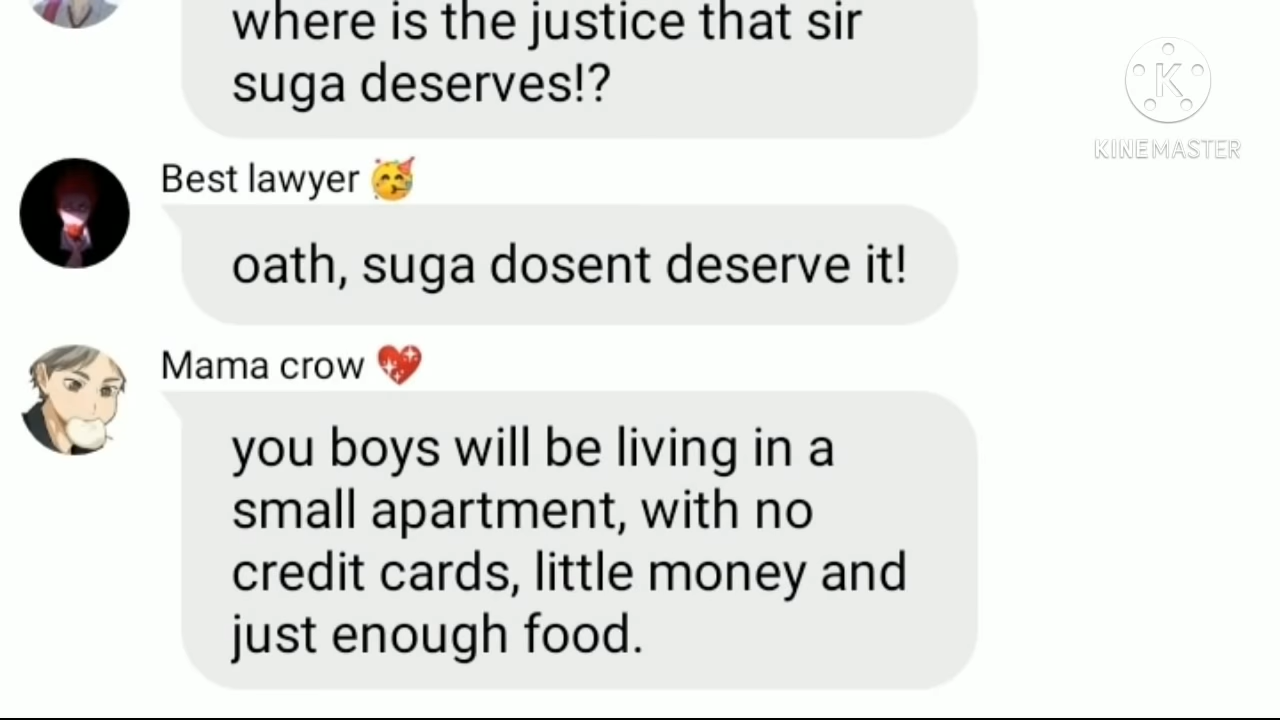 where is the justice that sir
suga deserves!?
K
KINEMASTER
Best lawyer 🥳
oath, suga dosent deserve it!
Mama crow 💖
you boys will be living in a
small apartment, with no
credit cards, little money and
just enough food.